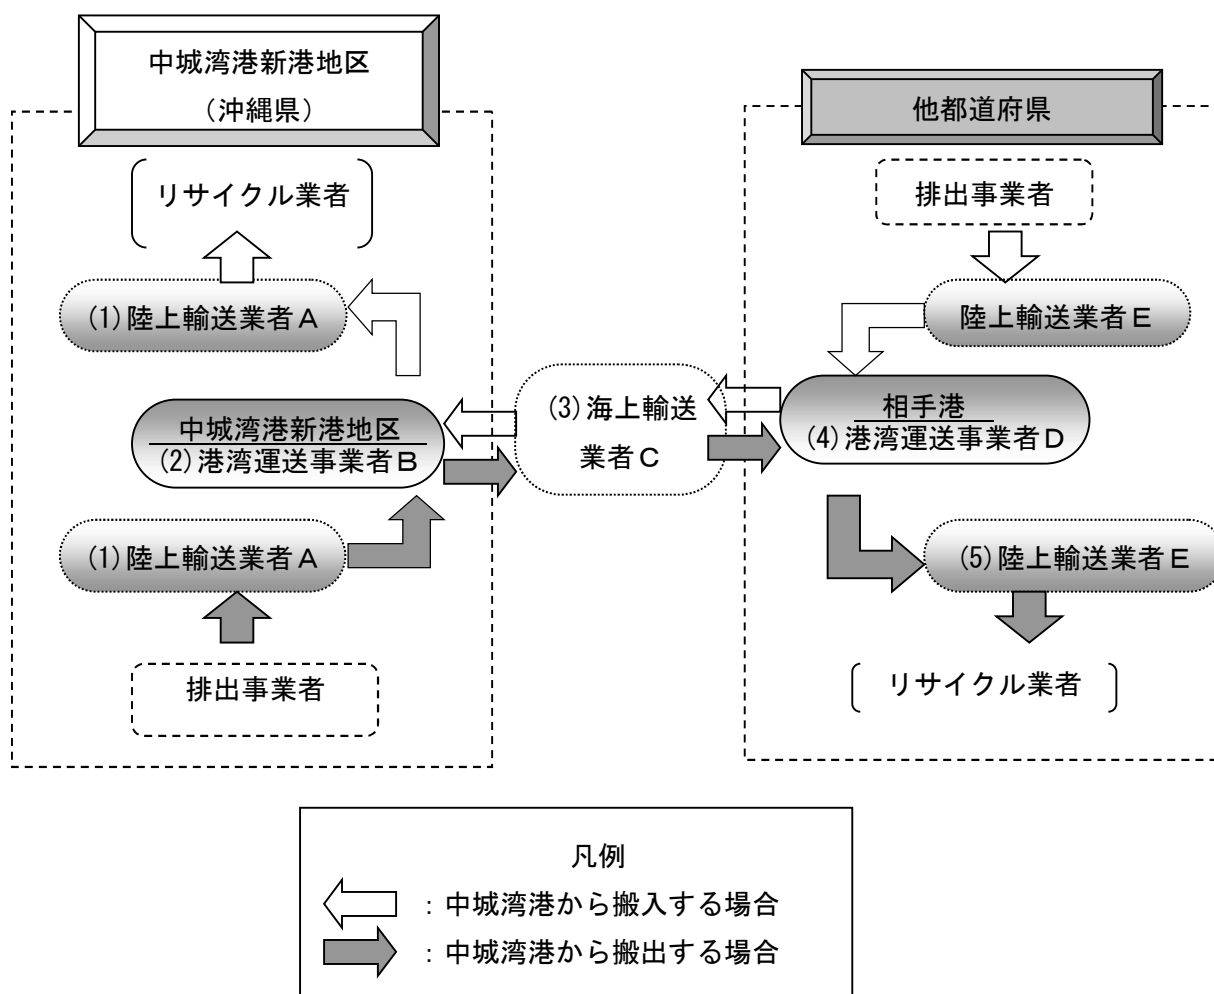 中城湾港新港地区
（沖縄県）
リサイクル業者
(1)陸上輸送業者Ａ
中城湾港新港地区
(2)港湾運送事業者Ｂ
(1)陸上輸送業者Ａ
排出事業者
(3)海上輸送
業者Ｃ
他都道府県
排出事業者
陸上輸送業者Ｅ
相手港
(4)港湾運送事業者Ｄ
(5)陸上輸送業者Ｅ
リサイクル業者
凡例
：中城湾港から搬入する場合
：中城湾港から搬出する場合